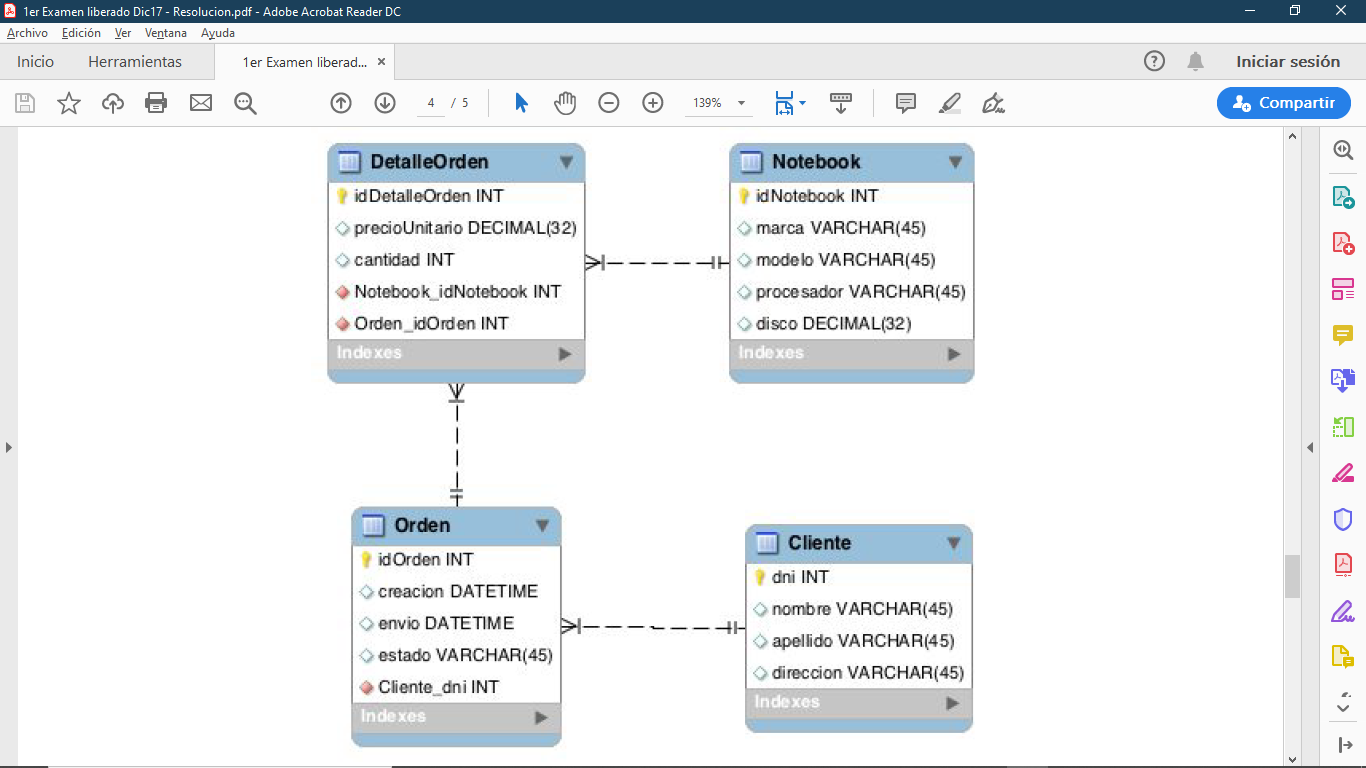 1er Examen liberado Dic17 - Resolucion.pdf - Adobe Acrobat Reader DC
Archivo Edición Ver Ventana Ayuda
Inicio Herramientas 1er Examen liberad... ×
4 / 5 139% Compartir
Iniciar sesión
DetalleOrden
idDetalleOrden INT
precioUnitario DECIMAL(32)
cantidad INT
Notebook_idNotebook INT
Orden_idOrden INT
Indexes
Notebook
idNotebook INT
marca VARCHAR(45)
modelo VARCHAR(45)
procesador VARCHAR(45)
disco DECIMAL(32)
Indexes
Orden
idOrden INT
creacion DATETIME
envio DATETIME
estado VARCHAR(45)
Cliente_dni INT
Indexes
Cliente
dni INT
nombre VARCHAR(45)
apellido VARCHAR(45)
direccion VARCHAR(45)
Indexes